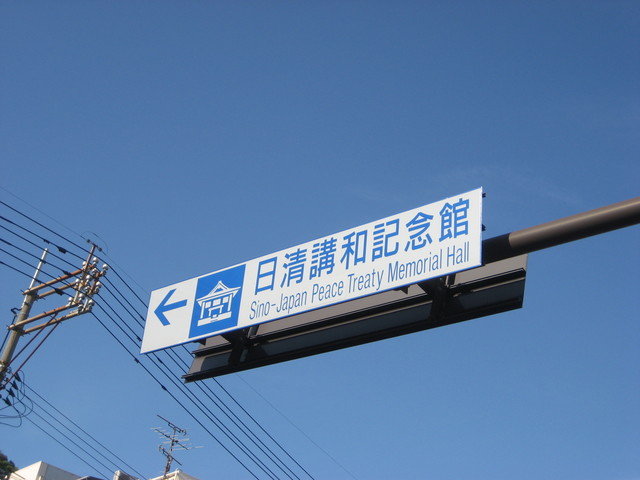 日清講和記念館
Sino-Japan Peace Treaty Memorial Hall